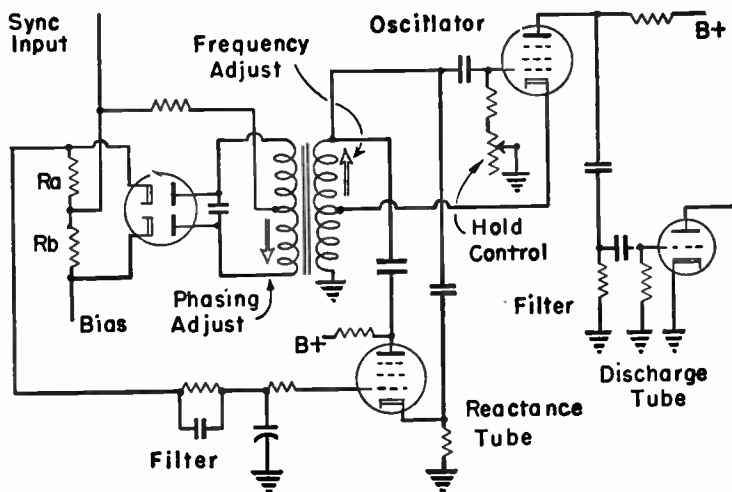 Sync
Input
Frequency
Adjust
Oscillator
B+
Ra
Rb
Hold
Control
Bias
Phasing
Adjust
Filter
B+
Discharge
Tube
Reactance
Tube
Filter